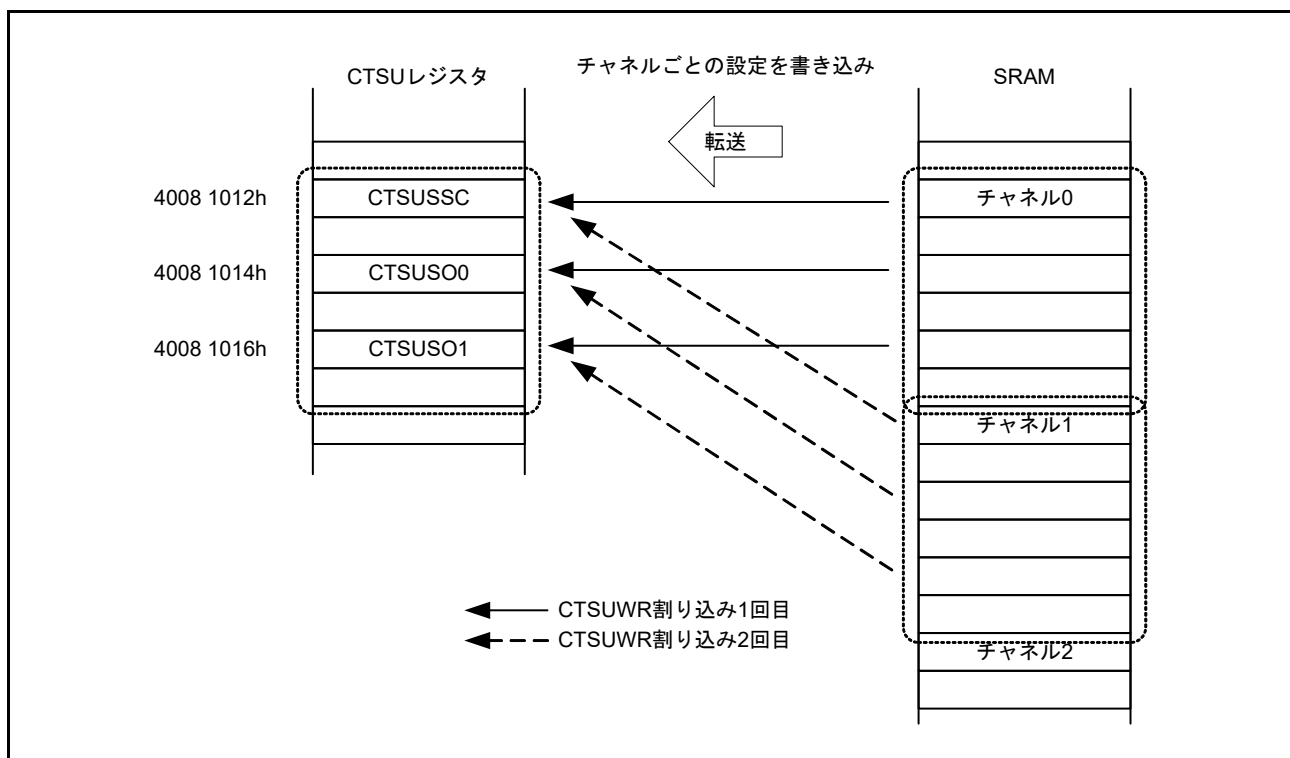 チャネルごとの設定を書き込み
CTSUレジスタ
SRAM
転送
4008 1012h
CTSUSSC
チャネル0
4008 1014h
CTSUSO0
4008 1016h
CTSUSO1
チャネル1
CTSUWR割り込み1回目
CTSUWR割り込み2回目
チャネル2